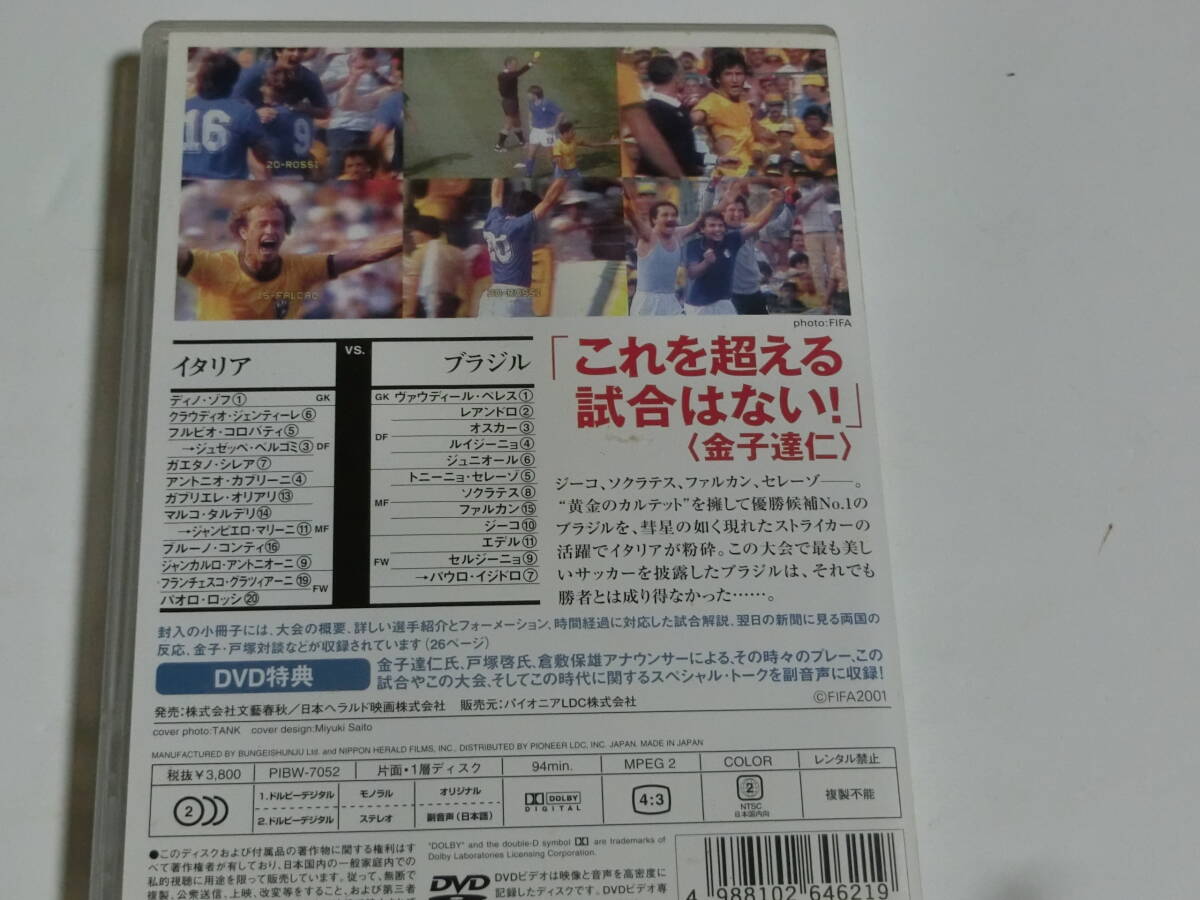 16
9
20-ROSSI
15-FALCAO
20
20-ROSSI
photo:FIFA
イタリア
VS.
ブラジル
ディノ・ゾフ① GK
クラウディオ・ジェンティーレ⑥
フルビオ・コロバティ⑤
→ジュゼッペ・ベルゴミ③ DF
ガエタノ・シレア⑦
アントニオ・カブリーニ④
ガブリエレ・オリアリ⑬
マルコ・タルデリ⑭
→ジャンピエロ・マリーニ⑪ MF
ブルーノ・コンティ⑯
ジャンカルロ・アントニオーニ⑨
フランチェスコ・グラツィアーニ⑲ FW
パオロ・ロッシ⑳
GK ヴァウディール・ペレス①
レアンドロ②
オスカー③
DF
ルイジーニョ④
ジュニオール⑥
トニーニョ・セレーゾ⑤
ソクラテス⑧
MF
ファルカン⑮
ジーコ⑩
エデル⑪
FW セルジーニョ⑨
→パウロ・イジドロ⑦
「これを超える
試合はない!」
〈金子達仁〉
ジーコ、ソクラテス、ファルカン、セレーゾ――。
“黄金のカルテット”を擁して優勝候補No.1の
ブラジルを、彗星の如く現れたストライカーの
活躍でイタリアが粉砕。この大会で最も美し
いサッカーを披露したブラジルは、それでも
勝者とは成り得なかった……。
封入の小冊子には、大会の概要、詳しい選手紹介とフォーメーション、時間経過に対応した試合解説、翌日の新聞に見る両国の
反応、金子・戸塚対談などが収録されています(26ページ)
DVD特典
金子達仁氏、戸塚啓氏、倉敷保雄アナウンサーによる、その時々のプレー、この
試合やこの大会、そしてこの時代に関するスペシャル・トークを副音声に収録!
発売:株式会社文藝春秋/日本ヘラルド映画株式会社 販売元:パイオニアLDC株式会社
©FIFA2001
cover photo:TANK cover design:Miyuki Saito
MANUFACTURED BY BUNGEISHUNJU Ltd. and NIPPON HERALD FILMS, INC., DISTRIBUTED BY PIONEER LDC, INC. JAPAN. MADE IN JAPAN
税抜¥3,800 PIBW-7052 片面・1層ディスク 94min. MPEG 2 COLOR レンタル禁止
2
1.ドルビーデジタル モノラル オリジナル
2.ドルビーデジタル ステレオ 副音声(日本語)
DOLBY
DIGITAL
4:3
2
NTSC
日本国内向
複製不能
●このディスクおよび付属品の著作物に関する権利はす
べて著作権者が有しており、日本国内の一般家庭内での
私的視聴に用途を限って販売しています。従って、無断で
複製、公衆送信、上映、改変等をすること、および第三者
"DOLBY" and the double-D symbol are trademarks of
Dolby Laboratories Licensing Corporation.
DVD
DVDビデオは映像と音声を高密度に
記録したディスクです。DVDビデオ専
4 988102 646219